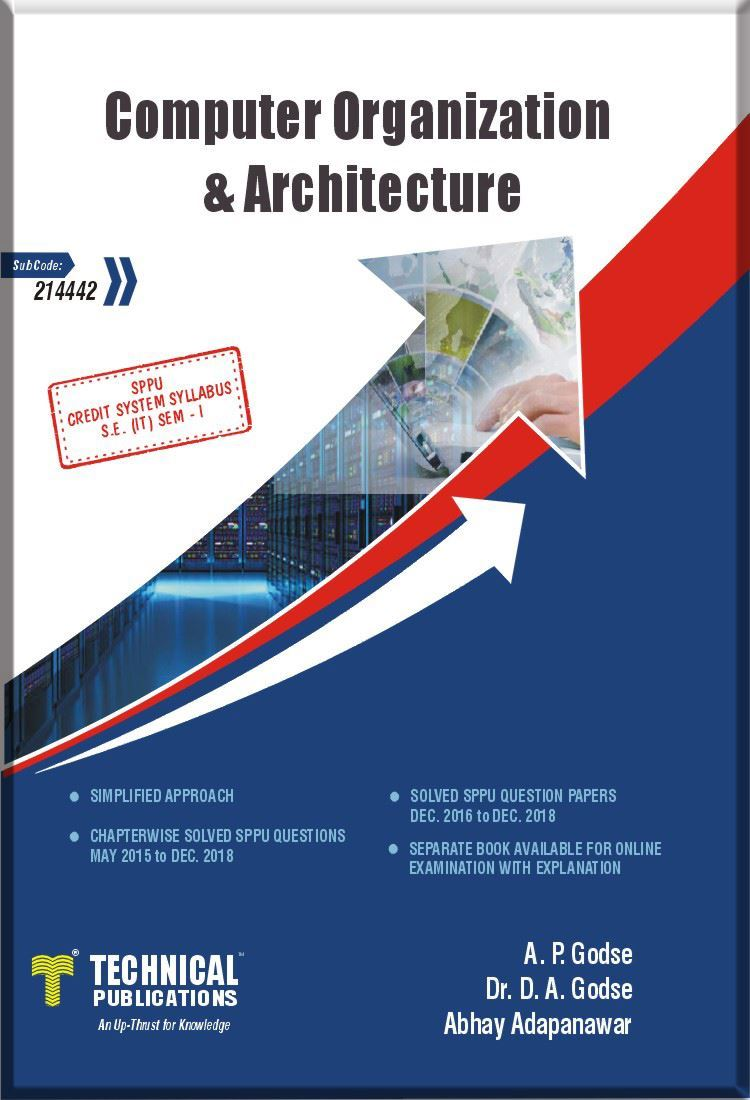 Computer Organization
& Architecture
SubCode:
214442
SPPU
CREDIT SYSTEM SYLLABUS
S.E. (IT) SEM - I
● SIMPLIFIED APPROACH
● CHAPTERWISE SOLVED SPPU QUESTIONS
MAY 2015 to DEC. 2018
● SOLVED SPPU QUESTION PAPERS
DEC. 2016 to DEC. 2018
● SEPARATE BOOK AVAILABLE FOR ONLINE
EXAMINATION WITH EXPLANATION
® TECHNICAL™
PUBLICATIONS
An Up-Thrust for Knowledge
A. P. Godse
Dr. D. A. Godse
Abhay Adapanawar